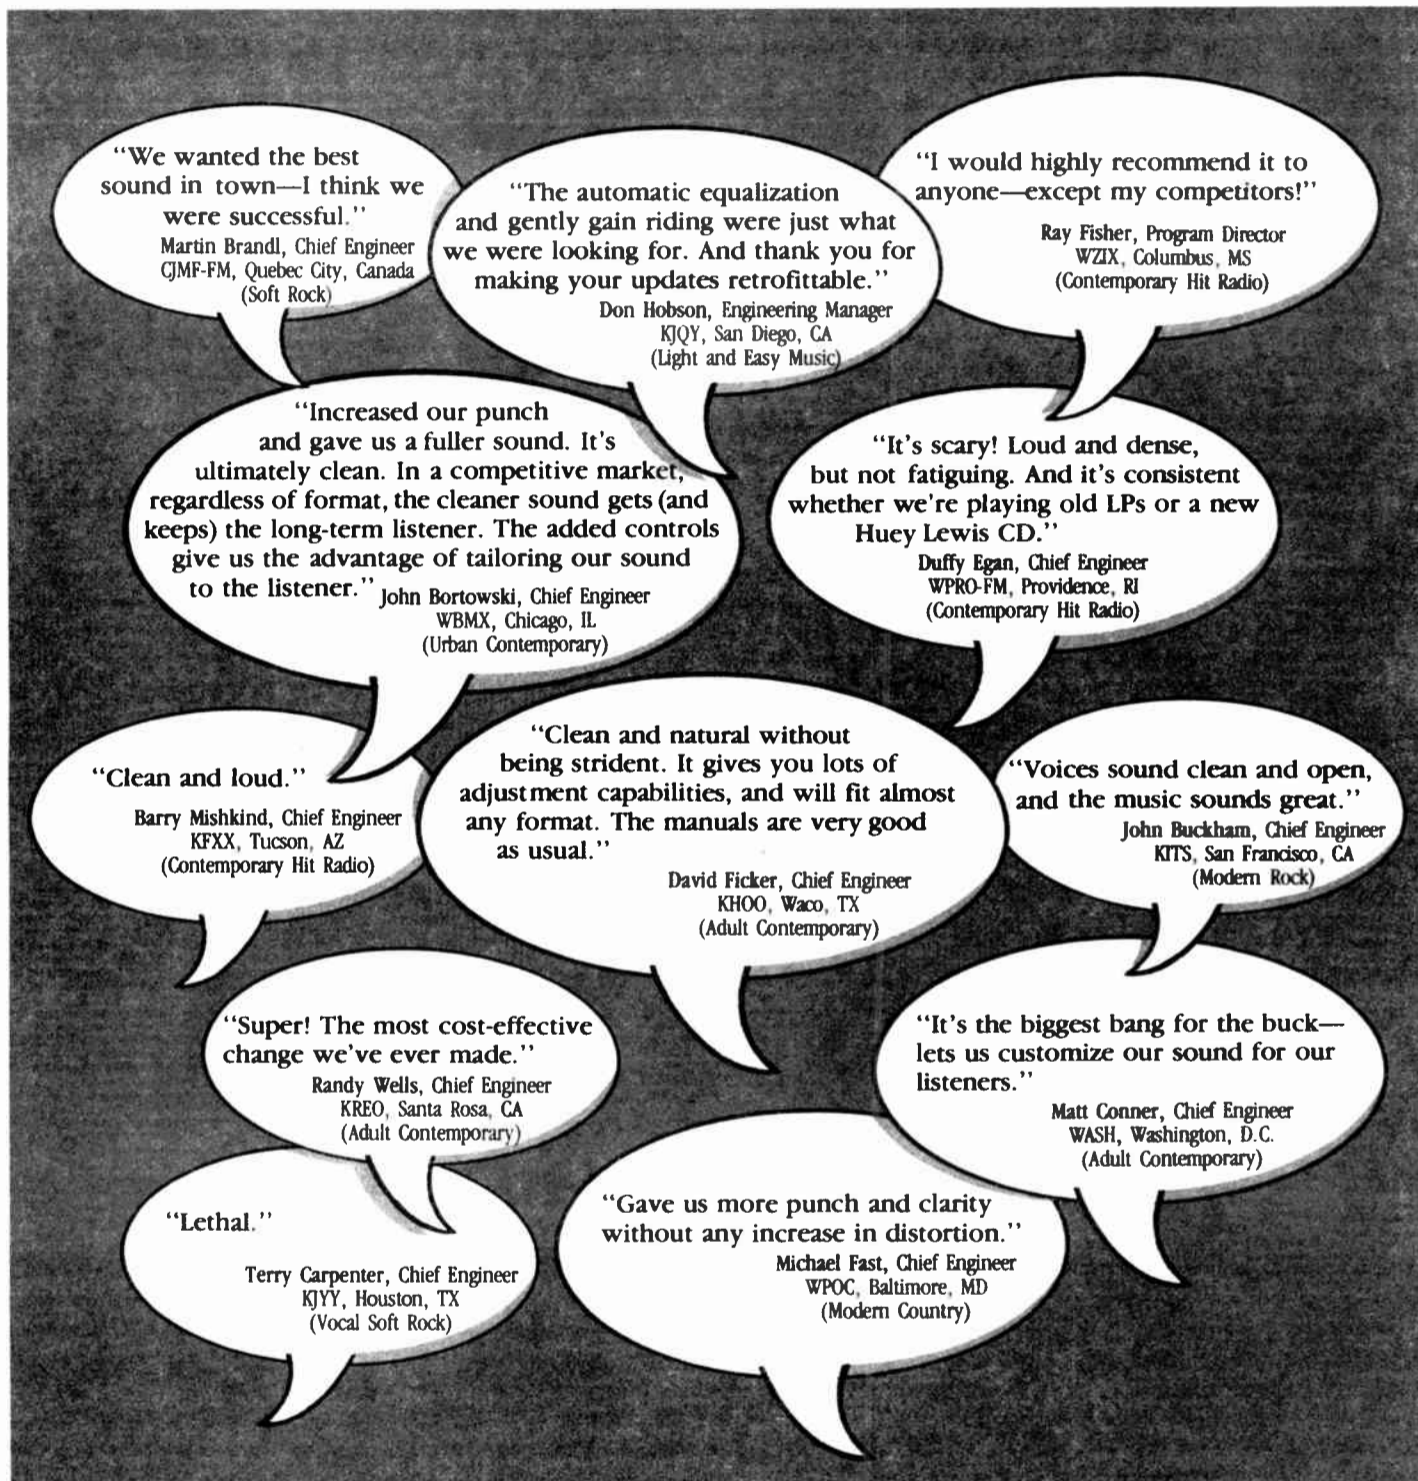 “We wanted the best
sound in town—I think we
were successful.”
Martin Brandl, Chief Engineer
CJMF-FM, Quebec City, Canada
(Soft Rock)
“The automatic equalization
and gently gain riding were just what
we were looking for. And thank you for
making your updates retrofittable.”
Don Hobson, Engineering Manager
KJQY, San Diego, CA
(Light and Easy Music)
“I would highly recommend it to
anyone—except my competitors!”
Ray Fisher, Program Director
WZIX, Columbus, MS
(Contemporary Hit Radio)
“Increased our punch
and gave us a fuller sound. It’s
ultimately clean. In a competitive market,
regardless of format, the cleaner sound gets (and
keeps) the long-term listener. The added controls
give us the advantage of tailoring our sound
to the listener.”
John Bortowski, Chief Engineer
WBMX, Chicago, IL
(Urban Contemporary)
“It’s scary! Loud and dense,
but not fatiguing. And it’s consistent
whether we’re playing old LPs or a new
Huey Lewis CD.”
Duffy Egan, Chief Engineer
WPRO-FM, Providence, RI
(Contemporary Hit Radio)
“Clean and loud.”
Barry Mishkind, Chief Engineer
KFXX, Tucson, AZ
(Contemporary Hit Radio)
“Clean and natural without
being strident. It gives you lots of
adjustment capabilities, and will fit almost
any format. The manuals are very good
as usual.”
David Ficker, Chief Engineer
KHOO, Waco, TX
(Adult Contemporary)
“Voices sound clean and open,
and the music sounds great.”
John Buckham, Chief Engineer
KITS, San Francisco, CA
(Modern Rock)
“Super! The most cost-effective
change we’ve ever made.”
Randy Wells, Chief Engineer
KREO, Santa Rosa, CA
(Adult Contemporary)
“It’s the biggest bang for the buck—
lets us customize our sound for our
listeners.”
Matt Conner, Chief Engineer
WASH, Washington, D.C.
(Adult Contemporary)
“Lethal.”
Terry Carpenter, Chief Engineer
KJYY, Houston, TX
(Vocal Soft Rock)
“Gave us more punch and clarity
without any increase in distortion.”
Michael Fast, Chief Engineer
WPOC, Baltimore, MD
(Modern Country)